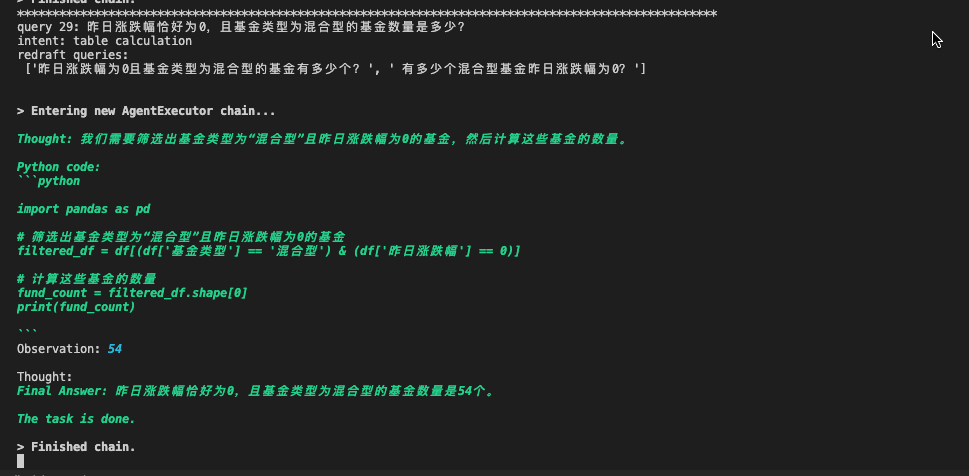 > Finished chain.
****************************************************************************************************
query 29: 昨日涨跌幅恰好为0，且基金类型为混合型的基金数量是多少？
intent: table calculation
redraft queries:
['昨日涨跌幅为0且基金类型为混合型的基金有多少个？', ' 有多少个混合型基金昨日涨跌幅为0？']
> Entering new AgentExecutor chain...
Thought: 我们需要筛选出基金类型为“混合型”且昨日涨跌幅为0的基金，然后计算这些基金的数量。
Python code:
```python
import pandas as pd
# 筛选出基金类型为“混合型”且昨日涨跌幅为0的基金
filtered_df = df[(df['基金类型'] == '混合型') & (df['昨日涨跌幅'] == 0)]
# 计算这些基金的数量
fund_count = filtered_df.shape[0]
print(fund_count)
```
Observation: 54
Thought:
Final Answer: 昨日涨跌幅恰好为0，且基金类型为混合型的基金数量是54个。
The task is done.
> Finished chain.